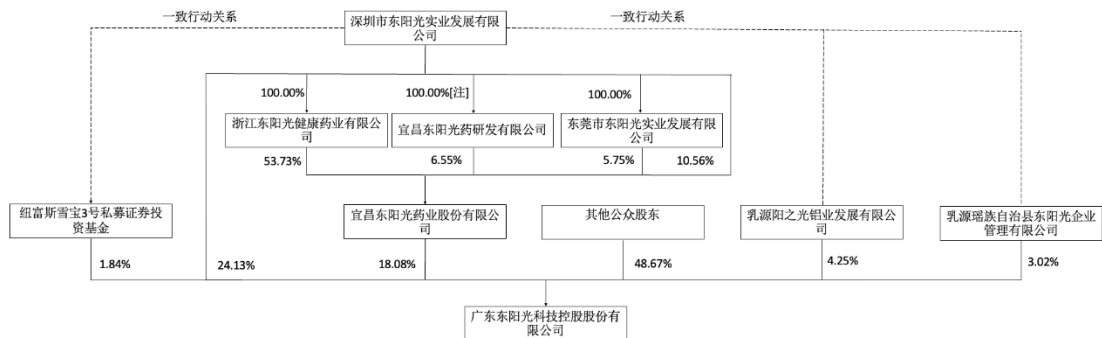 一致行动关系
深圳市东阳光实业发展有限
公司
一致行动关系
100.00%
100.00%[注]
100.00%
浙江东阳光健康药业有限公
司
宜昌东阳光药研发有限公司
东莞市东阳光实业发展有限
公司
53.73%
6.55%
5.75%
10.56%
纽富斯雪宝3号私募证券投
资基金
宜昌东阳光药业股份有限公
司
其他公众股东
乳源阳之光铝业发展有限公
司
乳源瑶族自治县东阳光企业
管理有限公司
1.84%
24.13%
18.08%
48.67%
4.25%
3.02%
广东东阳光科技控股股份有
限公司